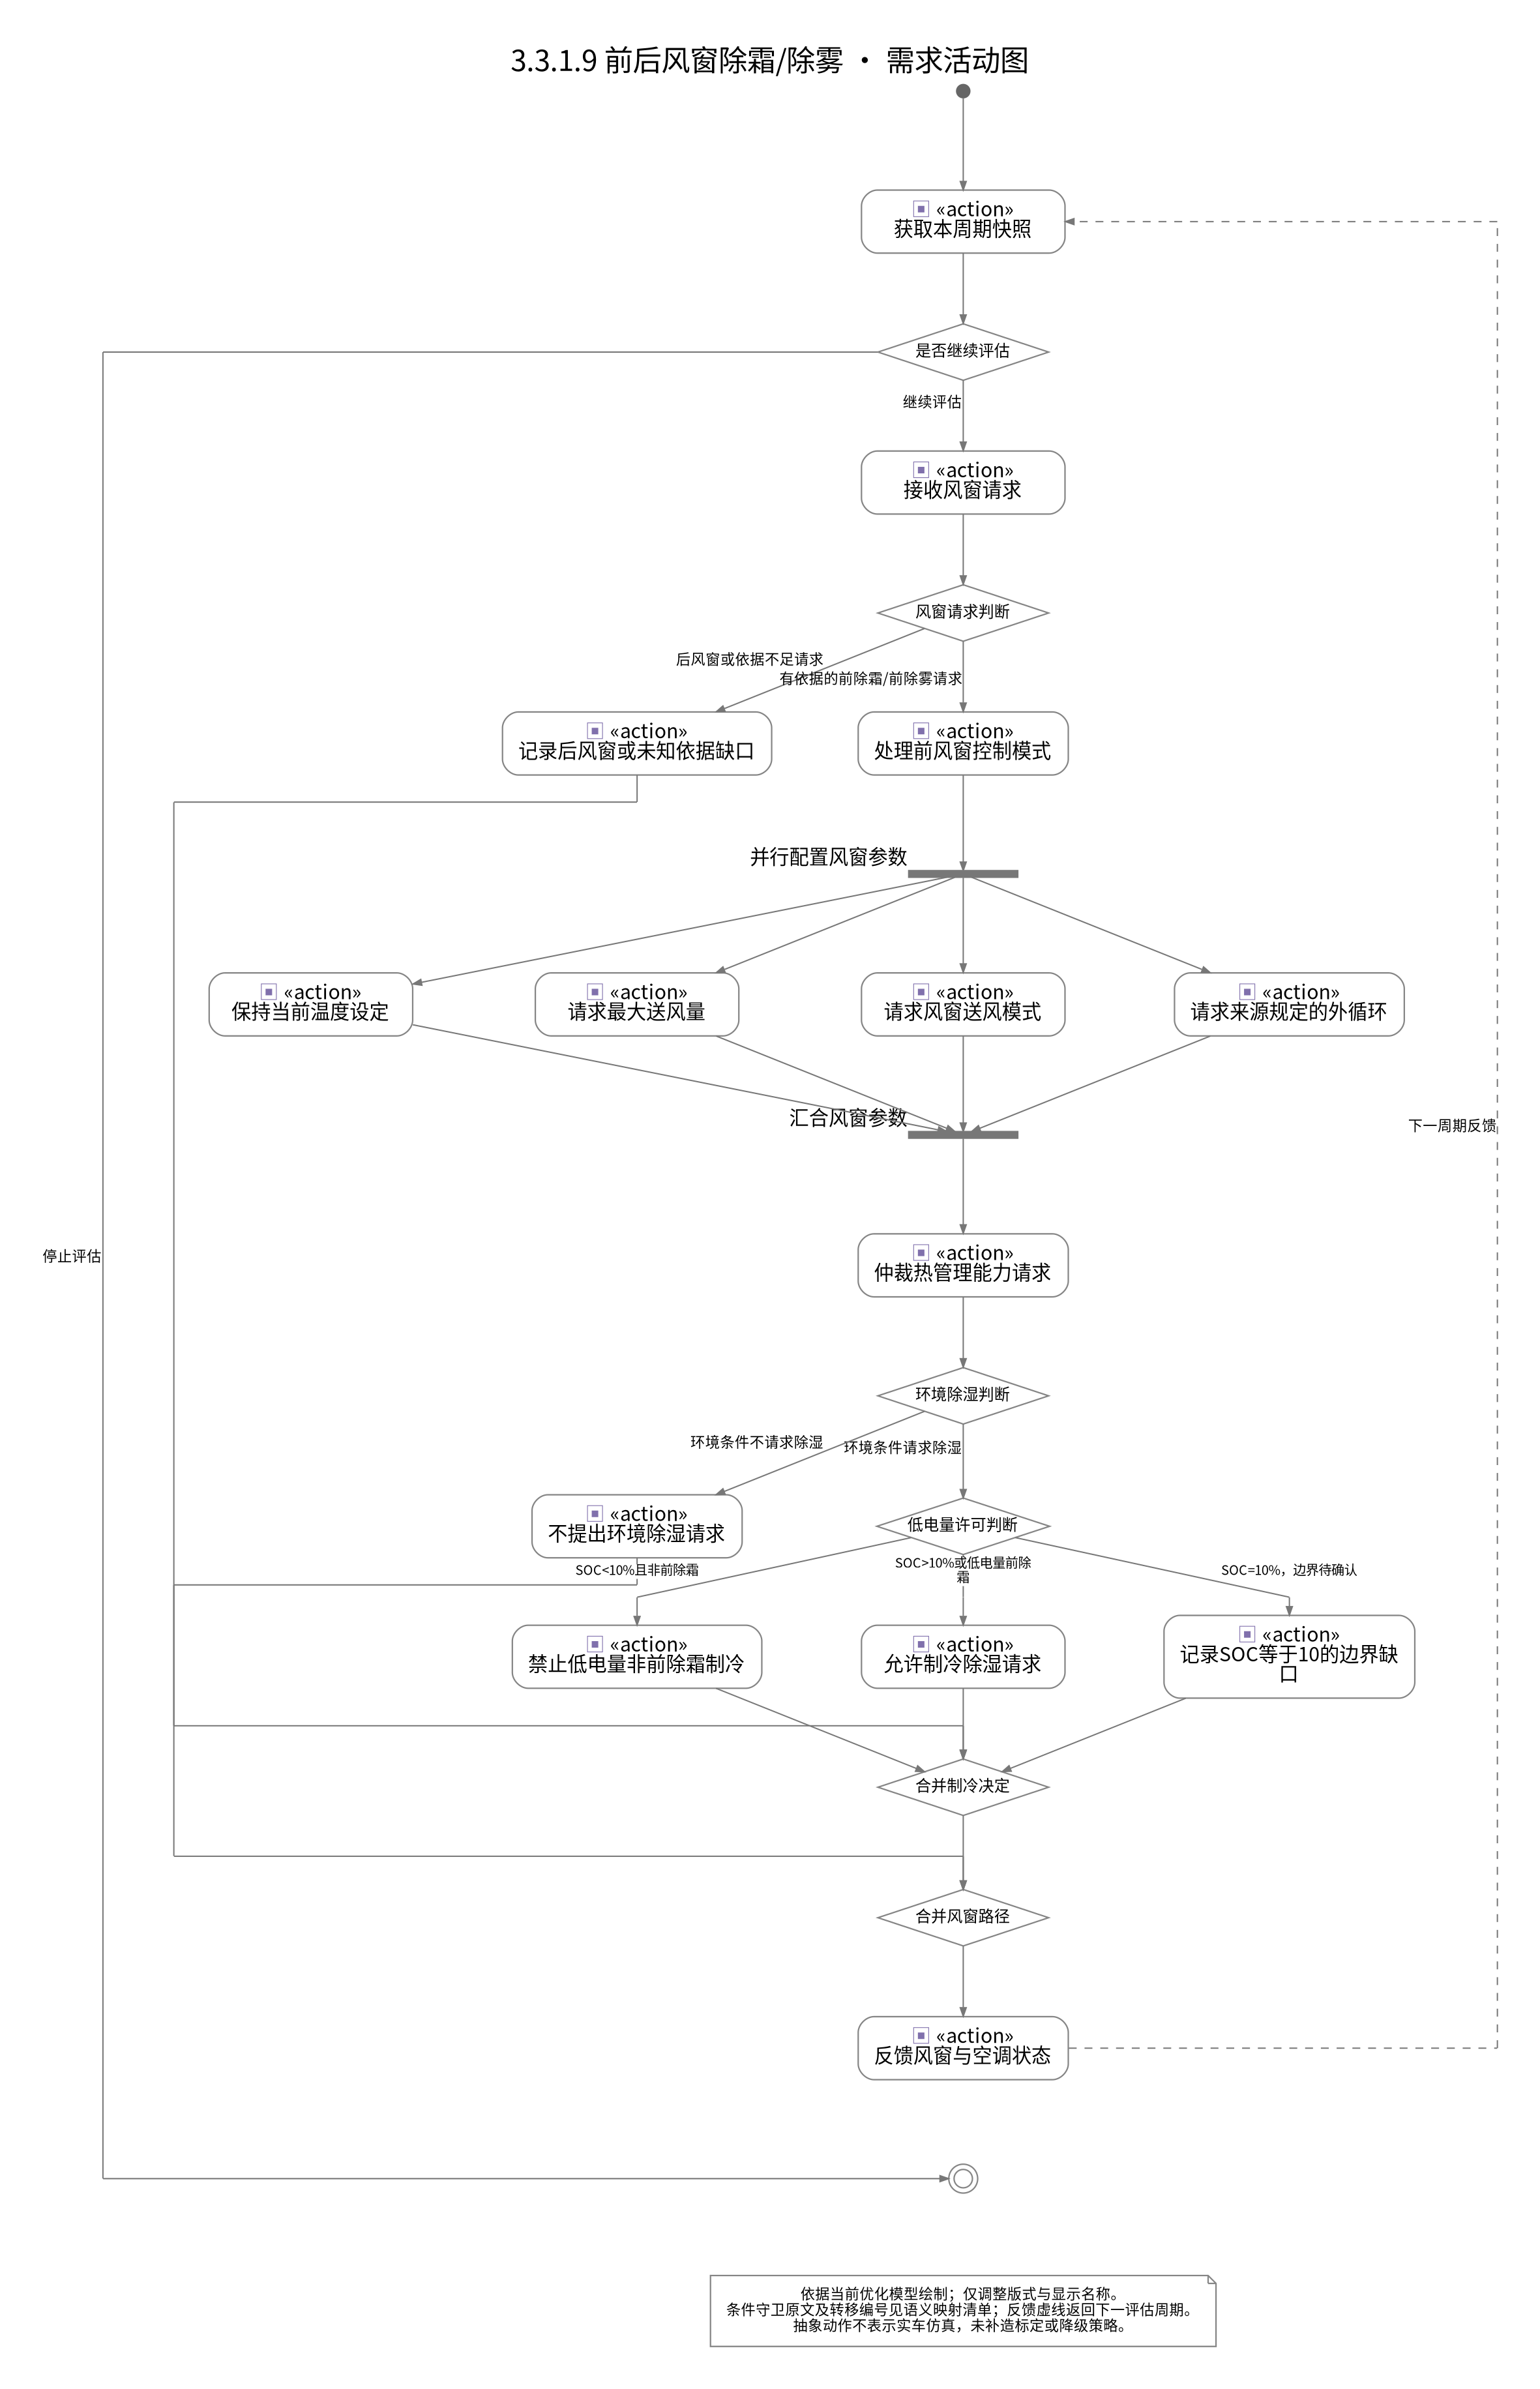 3.3.1.9 前后风窗除霜/除雾 · 需求活动图
«action»
获取本周期快照
是否继续评估
继续评估
«action»
接收风窗请求
风窗请求判断
后风窗或依据不足请求
有依据的前除霜/前除雾请求
«action»
记录后风窗或未知依据缺口
«action»
处理前风窗控制模式
并行配置风窗参数
«action»
保持当前温度设定
«action»
请求最大送风量
«action»
请求风窗送风模式
«action»
请求来源规定的外循环
汇合风窗参数
下一周期反馈
停止评估
«action»
仲裁热管理能力请求
环境除湿判断
环境条件不请求除湿
环境条件请求除湿
«action»
不提出环境除湿请求
低电量许可判断
SOC<10%且非前除霜
SOC>10%或低电量前除
霜
SOC=10%，边界待确认
«action»
禁止低电量非前除霜制冷
«action»
允许制冷除湿请求
«action»
记录SOC等于10的边界缺
口
合并制冷决定
合并风窗路径
«action»
反馈风窗与空调状态
依据当前优化模型绘制；仅调整版式与显示名称。
条件守卫原文及转移编号见语义映射清单；反馈虚线返回下一评估周期。
抽象动作不表示实车仿真，未补造标定或降级策略。